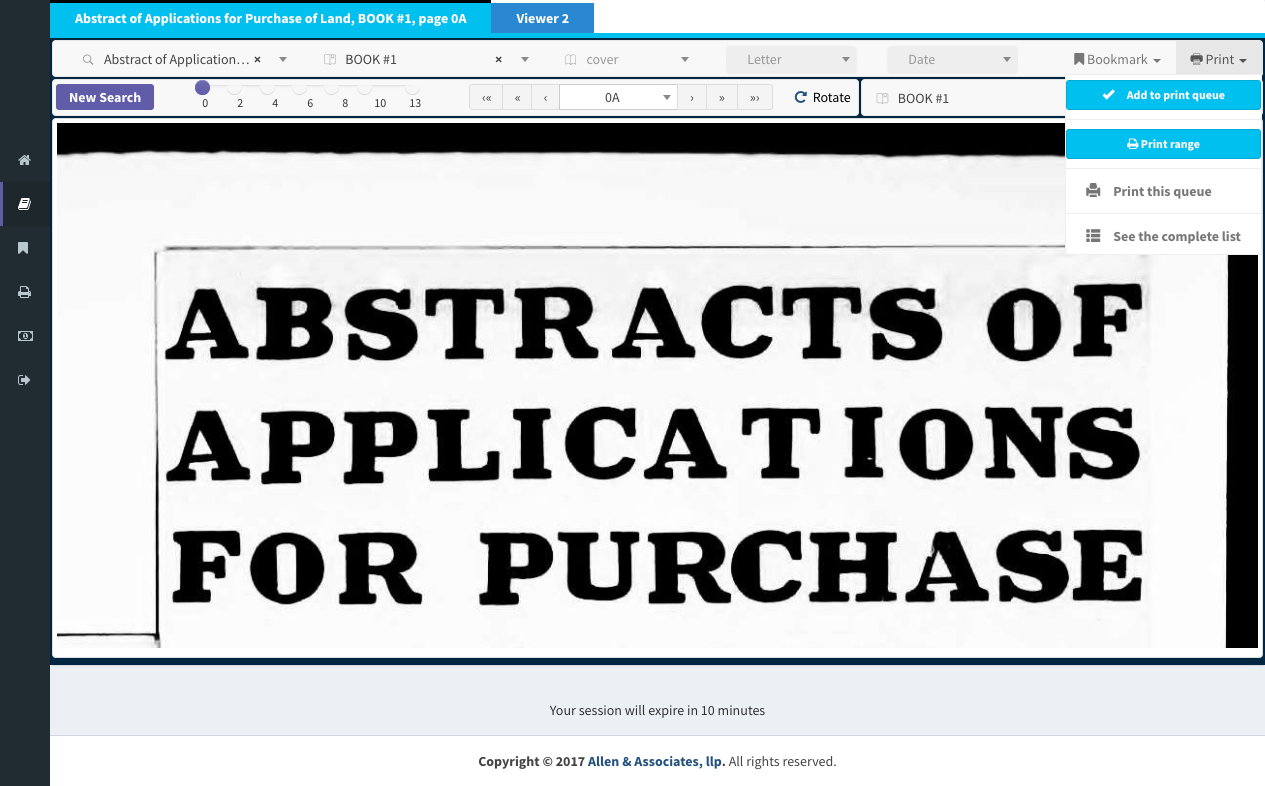 Abstract of Applications for Purchase of Land, BOOK #1, page 0A
Viewer 2
Abstract of Application… ×
BOOK #1 ×
cover
Letter
Date
Bookmark
Print
New Search
0 2 4 6 8 10 13
‹« « ‹ 0A › » »›
Rotate
BOOK #1
Add to print queue
Print range
Print this queue
See the complete list
ABSTRACTS OF
APPLICATIONS
FOR PURCHASE
Your session will expire in 10 minutes
Copyright © 2017 Allen & Associates, llp. All rights reserved.